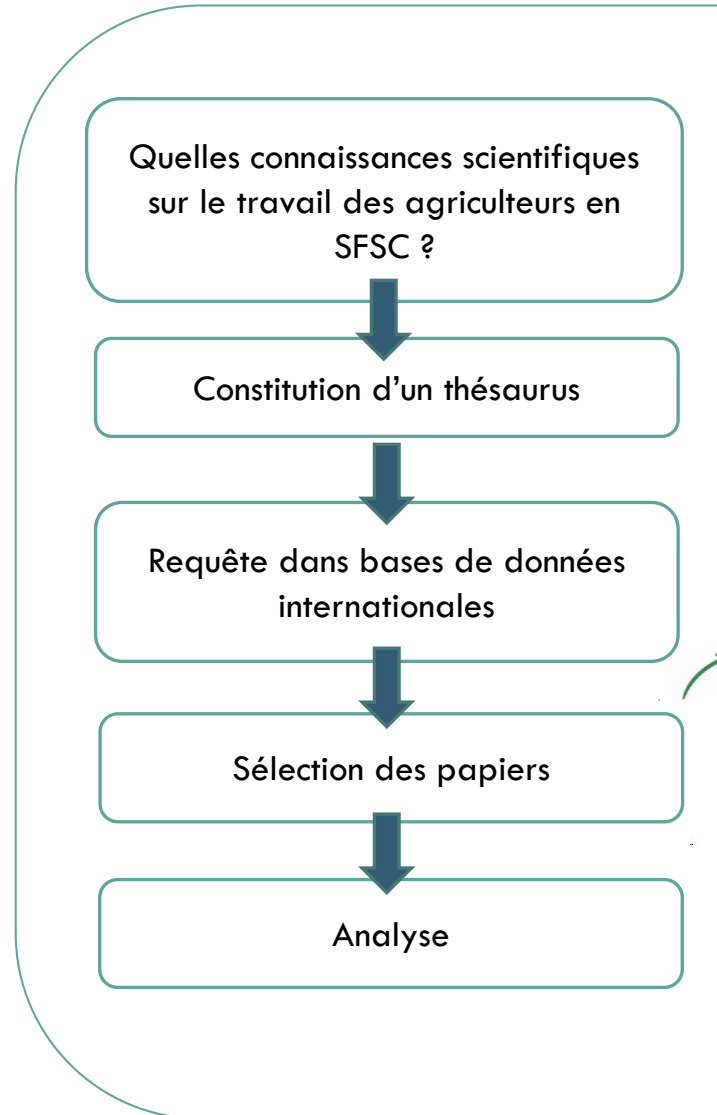 Quelles connaissances scientifiques
sur le travail des agriculteurs en
SFSC ?
Constitution d’un thésaurus
Requête dans bases de données
internationales
Sélection des papiers
Analyse